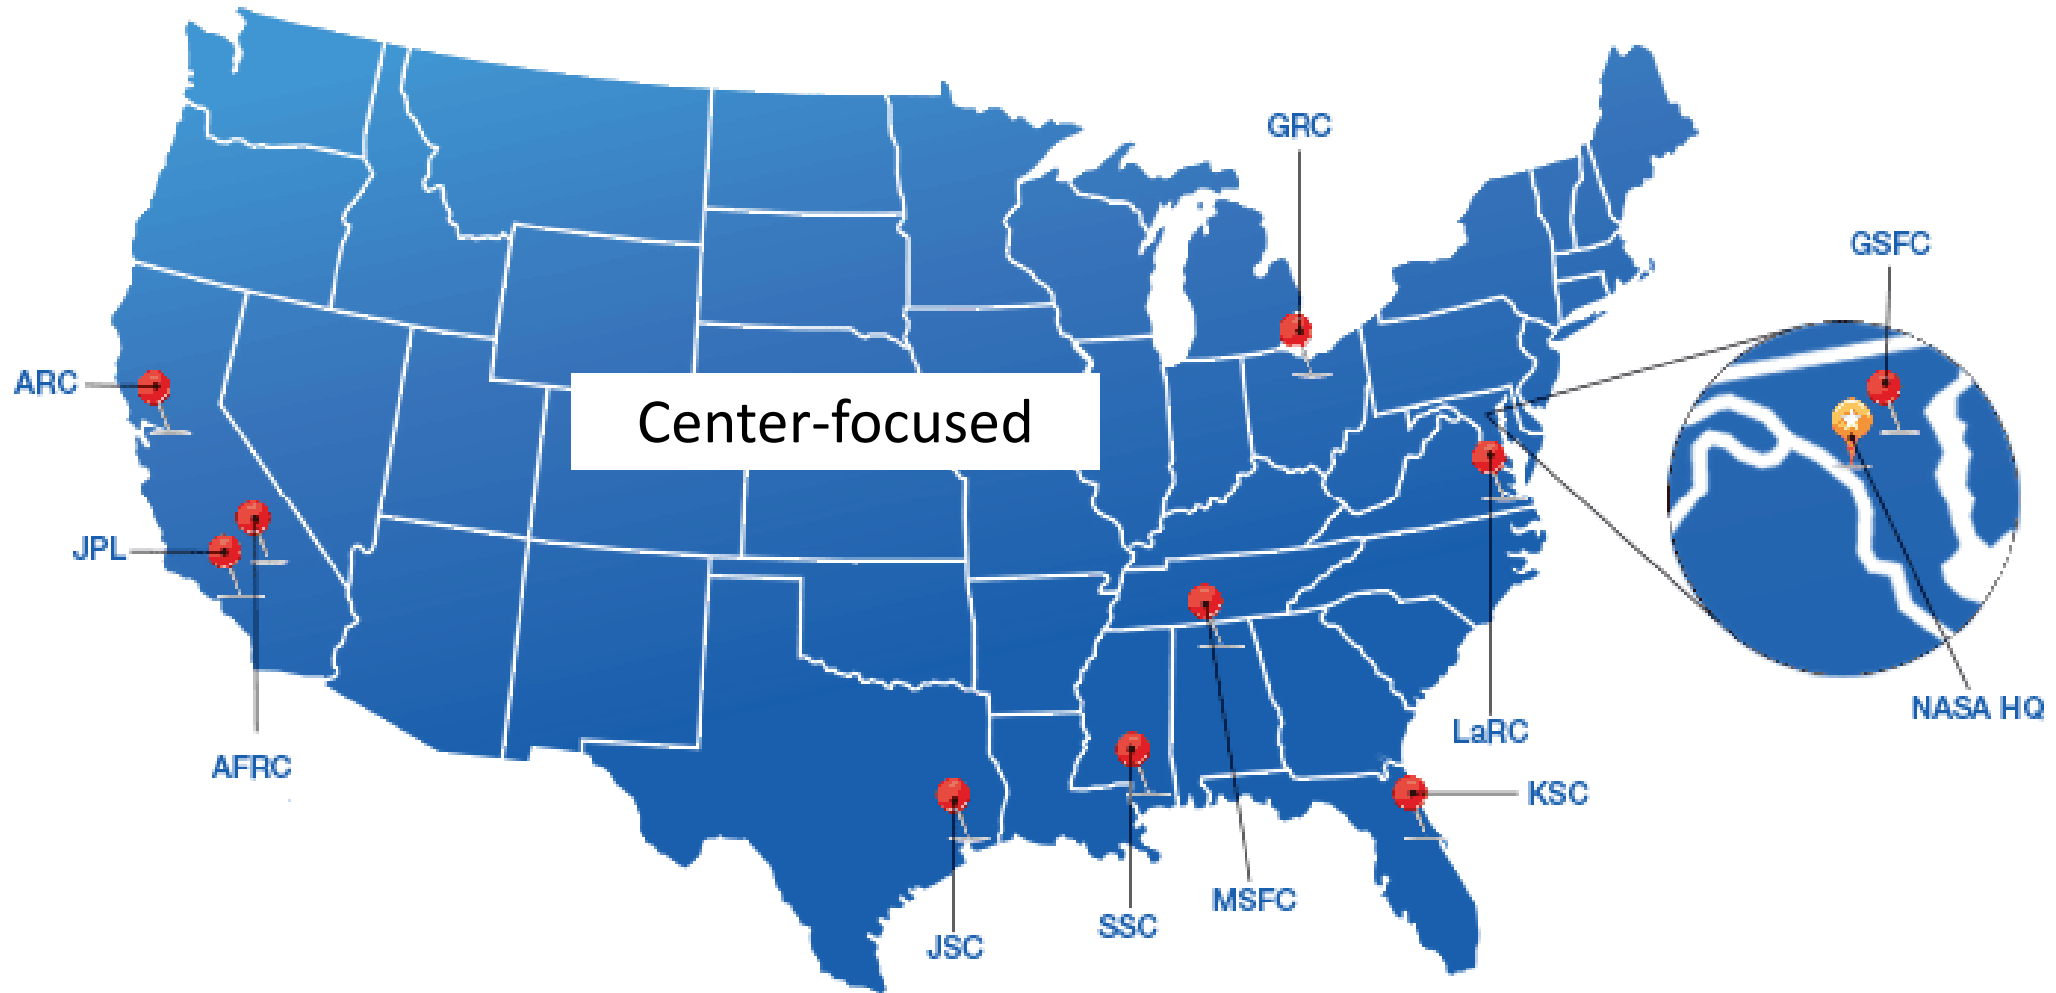 GRC
GSFC
ARC
Center-focused
JPL
NASA HQ
LaRC
AFRC
KSC
MSFC
SSC
JSC